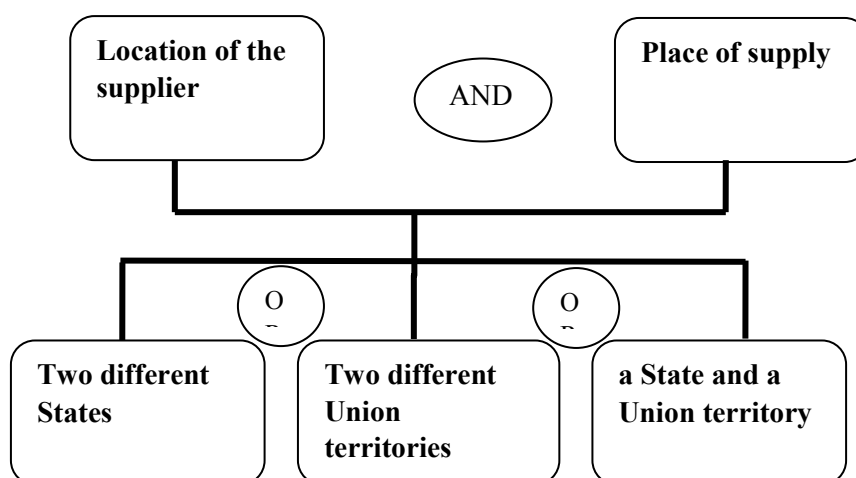 Location of the
supplier
AND
Place of supply
O
O
Two different
States
Two different
Union
territories
a State and a
Union territory